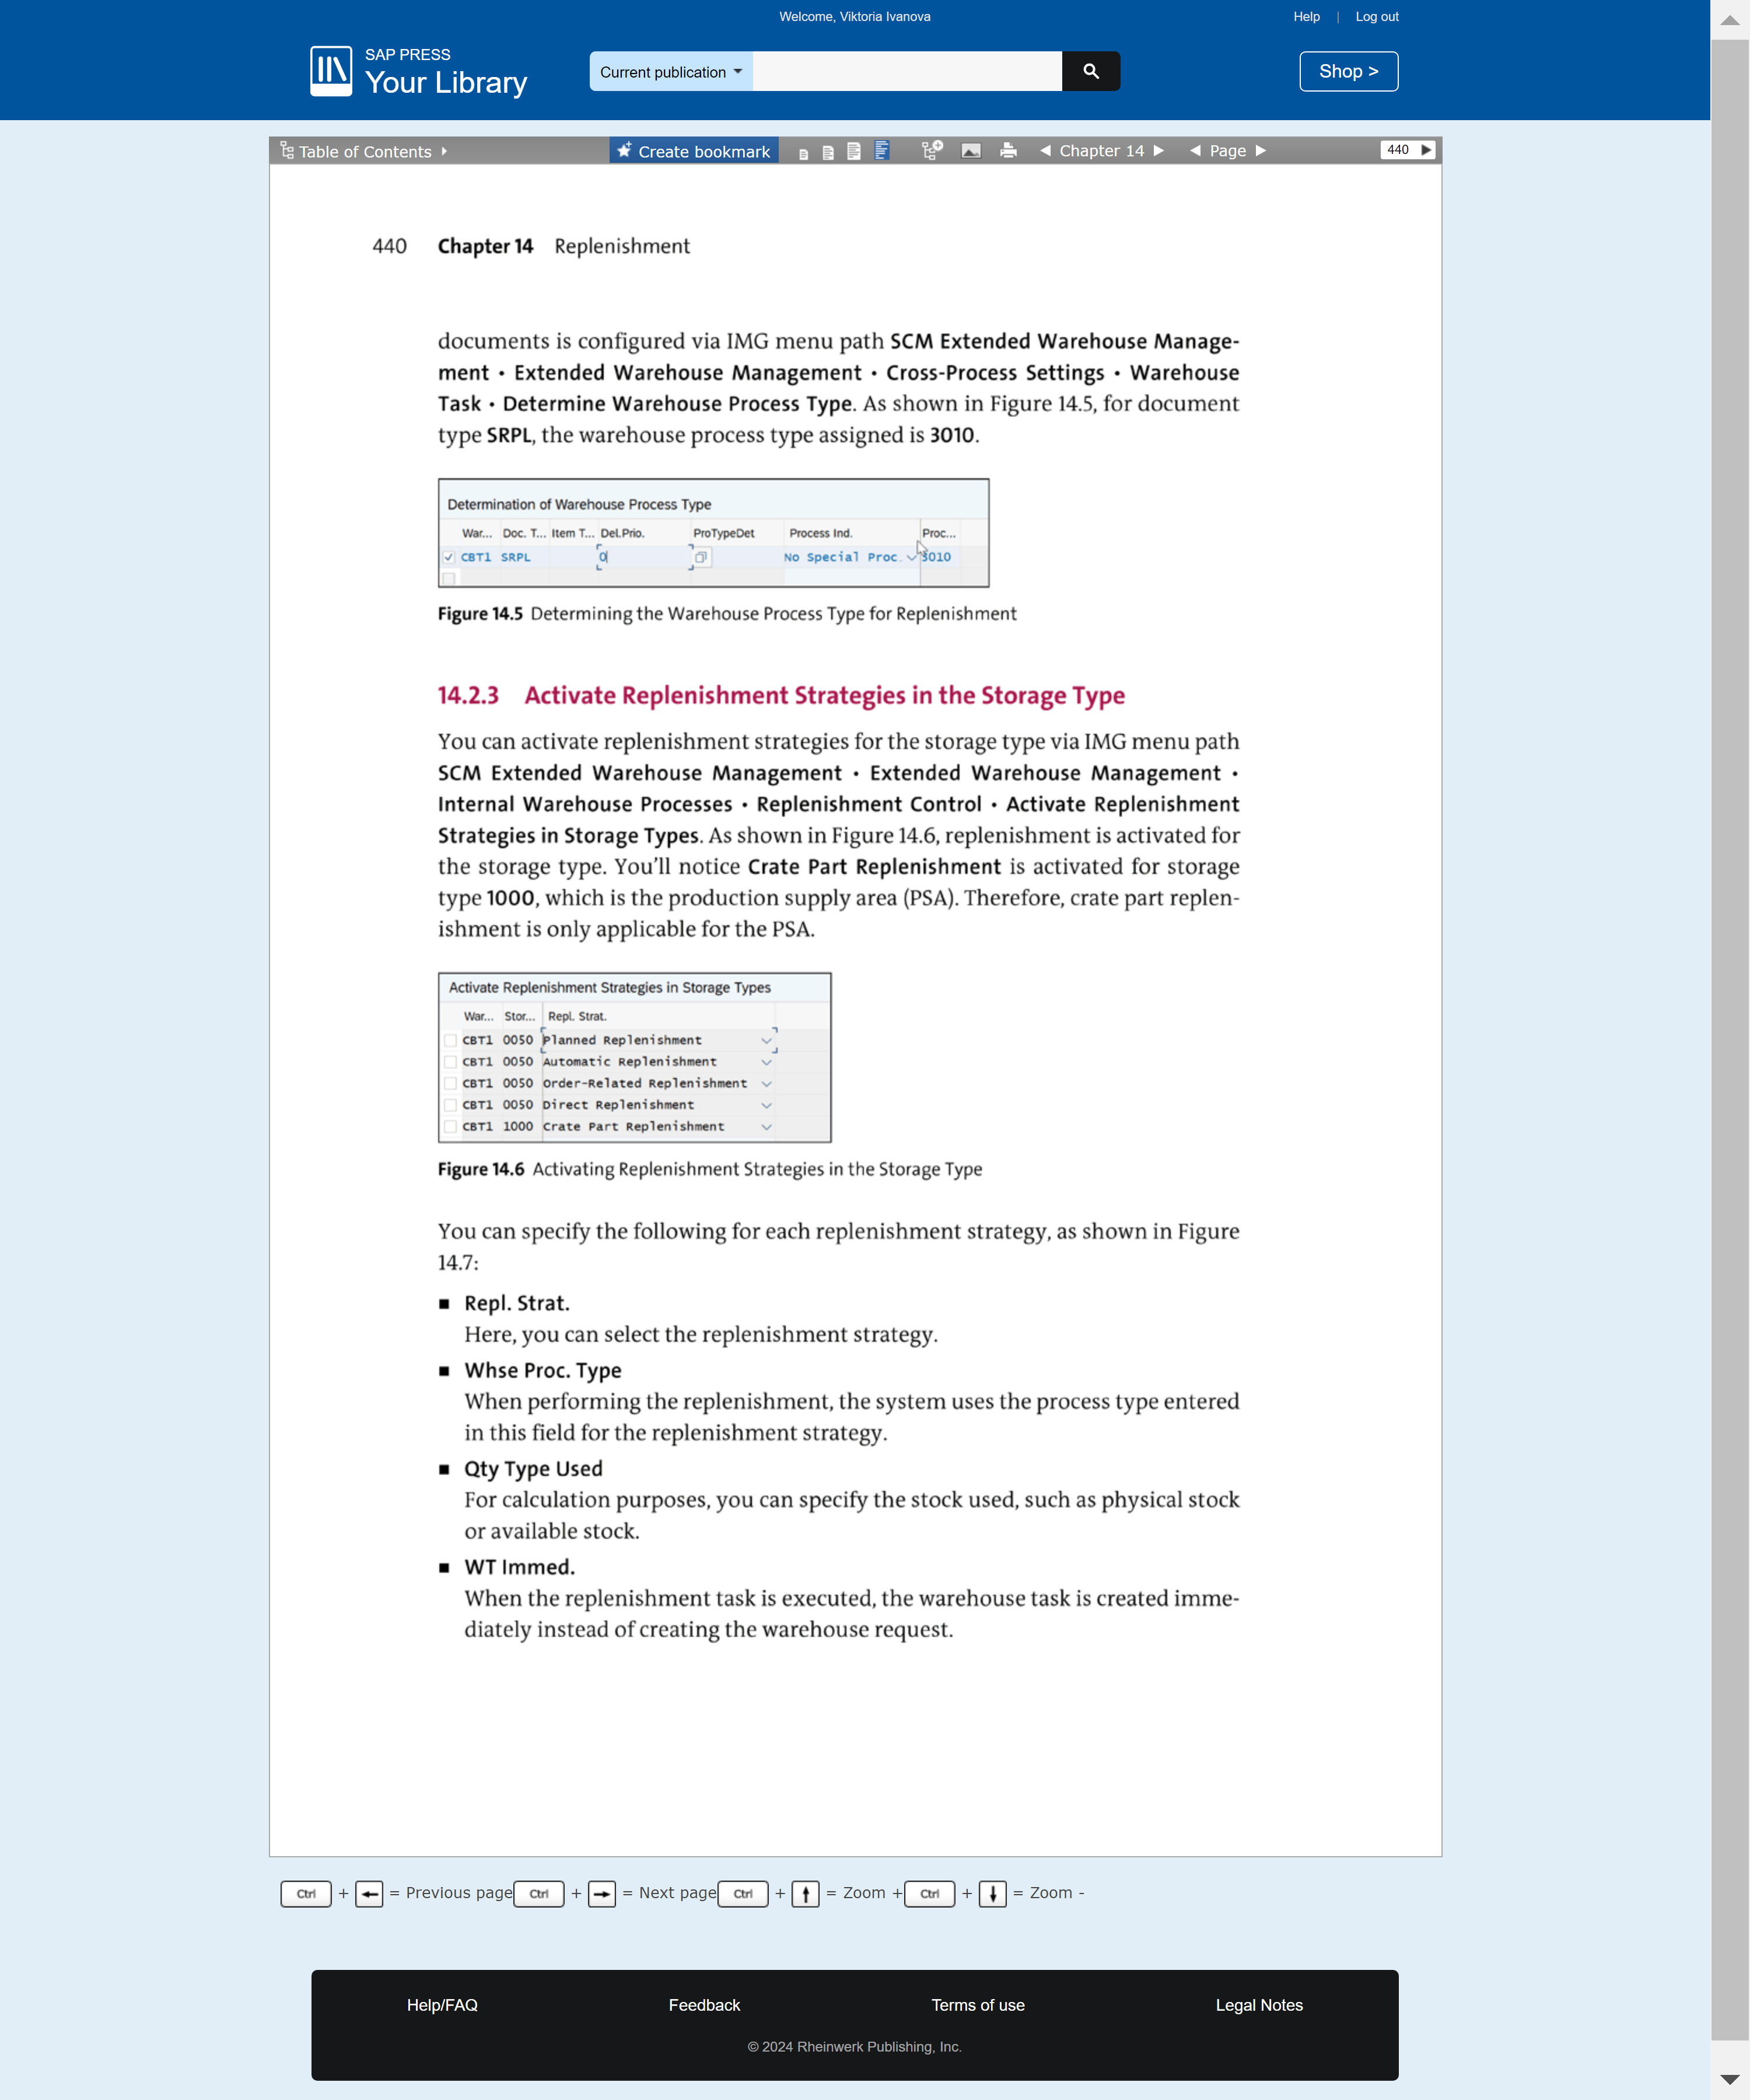 Welcome, Viktoria Ivanova
Help | Log out
SAP PRESS
Your Library
Current publication
Shop >
Table of Contents
Create bookmark
Chapter 14
Page
440
440 Chapter 14 Replenishment
documents is configured via IMG menu path SCM Extended Warehouse Manage-
ment • Extended Warehouse Management • Cross-Process Settings • Warehouse
Task • Determine Warehouse Process Type. As shown in Figure 14.5, for document
type SRPL, the warehouse process type assigned is 3010.
Determination of Warehouse Process Type
War... Doc. T... Item T... Del.Prio. ProTypeDet Process Ind. Proc...
CBT1 SRPL 0 No Special Proc. 3010
Figure 14.5 Determining the Warehouse Process Type for Replenishment
14.2.3 Activate Replenishment Strategies in the Storage Type
You can activate replenishment strategies for the storage type via IMG menu path
SCM Extended Warehouse Management • Extended Warehouse Management •
Internal Warehouse Processes • Replenishment Control • Activate Replenishment
Strategies in Storage Types. As shown in Figure 14.6, replenishment is activated for
the storage type. You'll notice Crate Part Replenishment is activated for storage
type 1000, which is the production supply area (PSA). Therefore, crate part replen-
ishment is only applicable for the PSA.
Activate Replenishment Strategies in Storage Types
War... Stor... Repl. Strat.
CBT1 0050 Planned Replenishment
CBT1 0050 Automatic Replenishment
CBT1 0050 Order-Related Replenishment
CBT1 0050 Direct Replenishment
CBT1 1000 Crate Part Replenishment
Figure 14.6 Activating Replenishment Strategies in the Storage Type
You can specify the following for each replenishment strategy, as shown in Figure
14.7:
■ Repl. Strat.
Here, you can select the replenishment strategy.
■ Whse Proc. Type
When performing the replenishment, the system uses the process type entered
in this field for the replenishment strategy.
■ Qty Type Used
For calculation purposes, you can specify the stock used, such as physical stock
or available stock.
■ WT Immed.
When the replenishment task is executed, the warehouse task is created imme-
diately instead of creating the warehouse request.
Ctrl + ← = Previous page Ctrl + → = Next page Ctrl + ↑ = Zoom + Ctrl + ↓ = Zoom -
Help/FAQ Feedback Terms of use Legal Notes
© 2024 Rheinwerk Publishing, Inc.